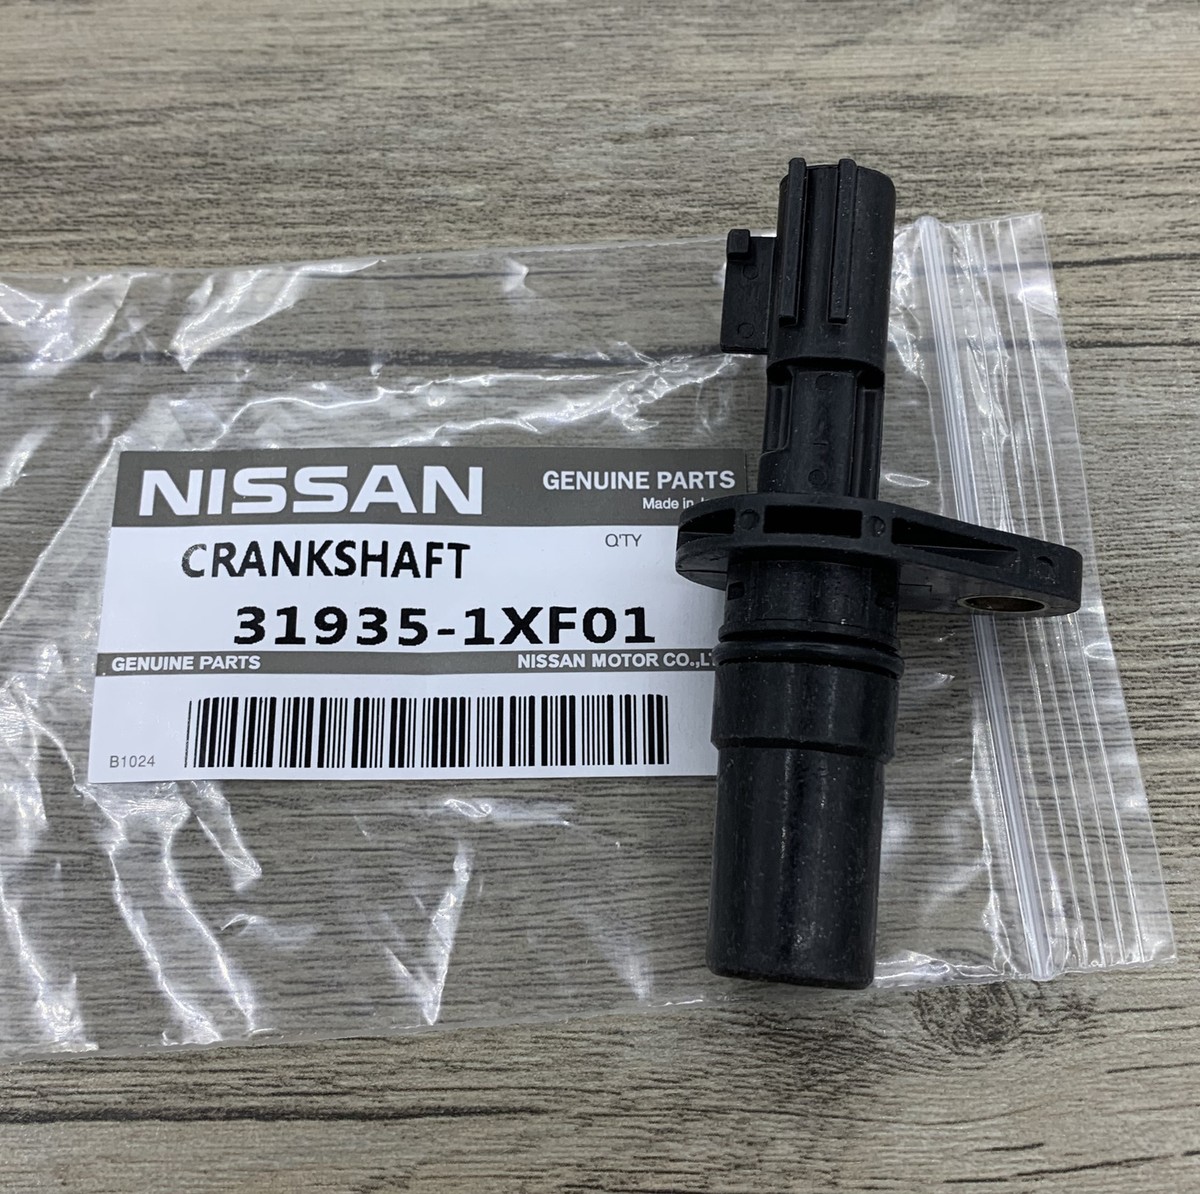 NISSAN
GENUINE PARTS
Made in
CRANKSHAFT
Q'TY
31935-1XF01
GENUINE PARTS
NISSAN MOTOR CO.,
B1024